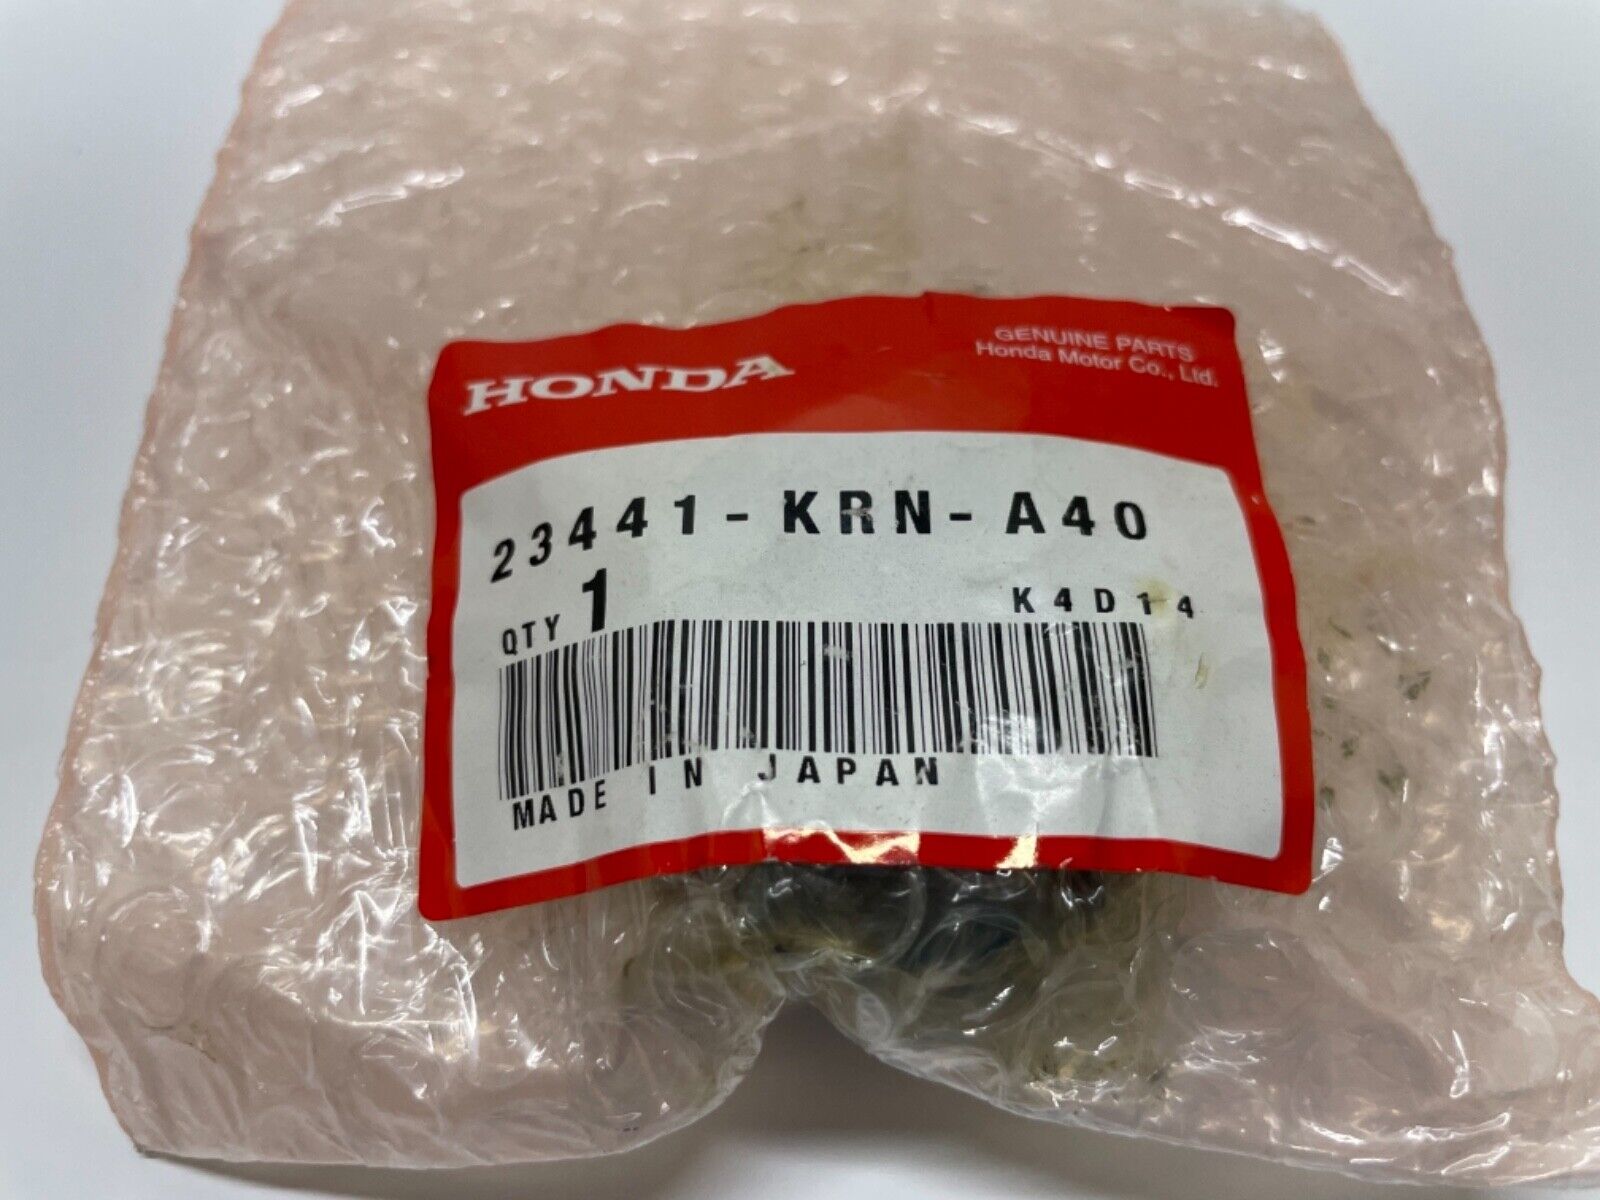 HONDA
GENUINE PARTS
Honda Motor Co., Ltd.
23441-KRN-A40
QTY 1
K4D14
MADE IN JAPAN